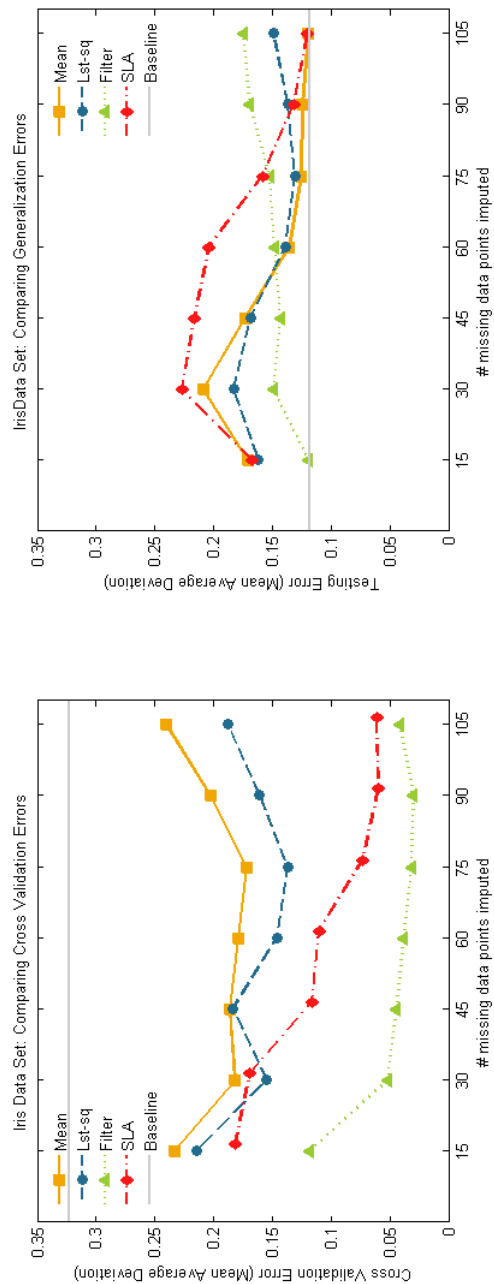 Iris Data Set: Comparing Cross Validation Errors
Cross Validation Error (Mean Average Deviation)
0.35
0.3
0.25
0.2
0.15
0.1
0.05
0
15
30
45
60
75
90
105
# missing data points imputed
Mean
Lst-sq
Filter
SLA
Baseline
IrisData Set: Comparing Generalization Errors
Testing Error (Mean Average Deviation)
0.35
0.3
0.25
0.2
0.15
0.1
0.05
0
15
30
45
60
75
90
105
# missing data points imputed
Mean
Lst-sq
Filter
SLA
Baseline